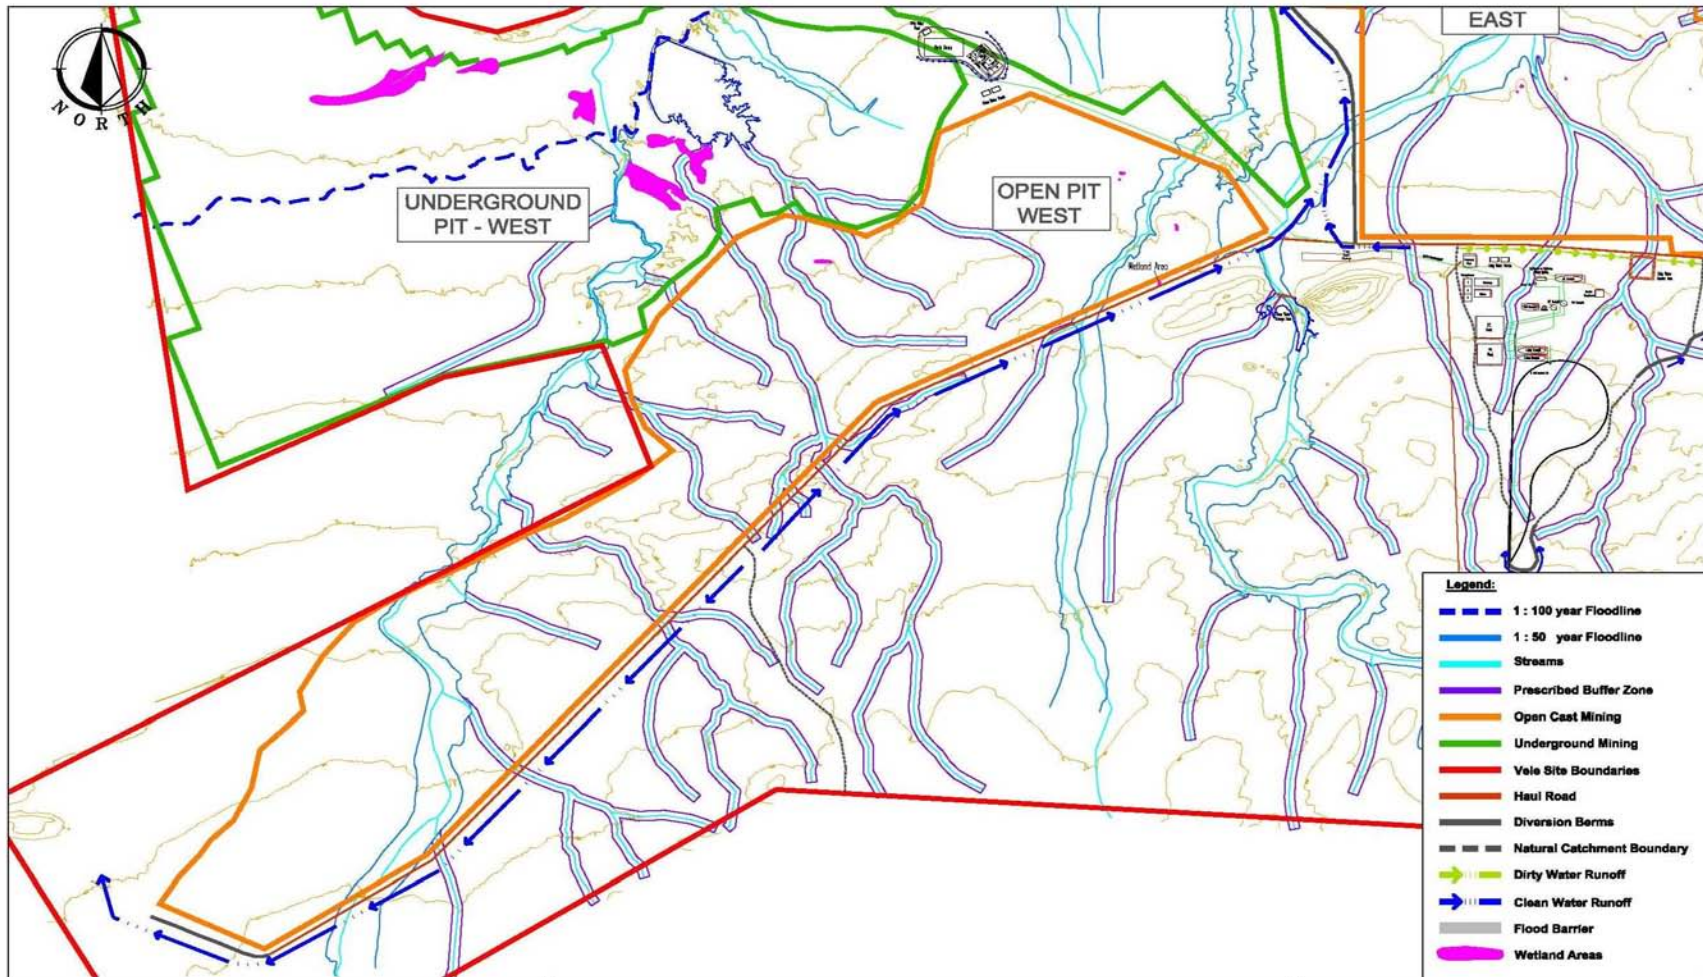 EAST
NORTH
UNDERGROUND
PIT - WEST
OPEN PIT
WEST
Wetland Area
Legend:
1 : 100 year Floodline
1 : 50 year Floodline
Streams
Prescribed Buffer Zone
Open Cast Mining
Underground Mining
Vele Site Boundaries
Haul Road
Diversion Berms
Natural Catchment Boundary
Dirty Water Runoff
Clean Water Runoff
Flood Barrier
Wetland Areas